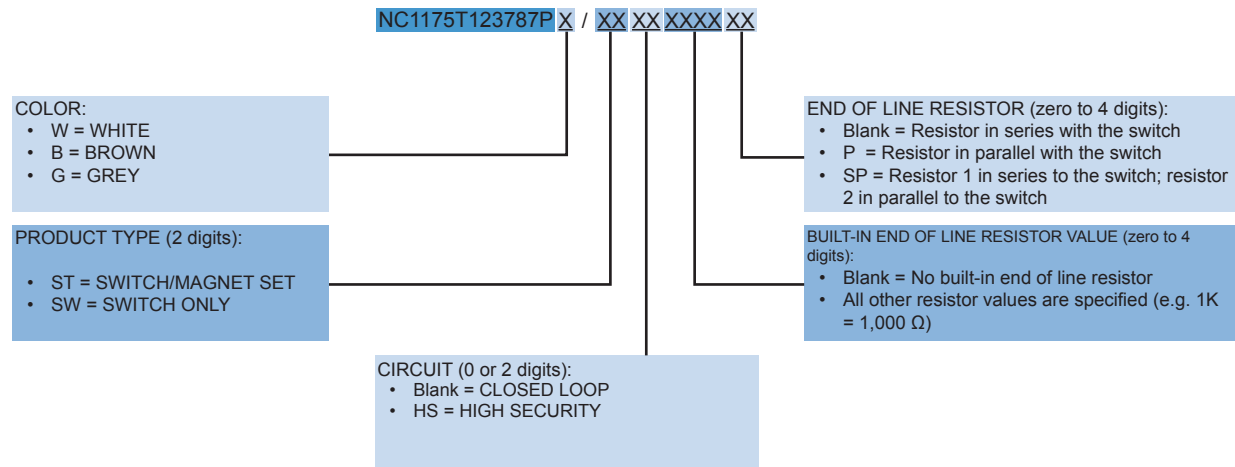 NC1175T123787P X / XX XX XXXX XX
COLOR:
• W = WHITE
• B = BROWN
• G = GREY
END OF LINE RESISTOR (zero to 4 digits):
• Blank = Resistor in series with the switch
• P = Resistor in parallel with the switch
• SP = Resistor 1 in series to the switch; resistor
2 in parallel to the switch
PRODUCT TYPE (2 digits):
• ST = SWITCH/MAGNET SET
• SW = SWITCH ONLY
BUILT-IN END OF LINE RESISTOR VALUE (zero to 4
digits):
• Blank = No built-in end of line resistor
• All other resistor values are specified (e.g. 1K
= 1,000 Ω)
CIRCUIT (0 or 2 digits):
• Blank = CLOSED LOOP
• HS = HIGH SECURITY